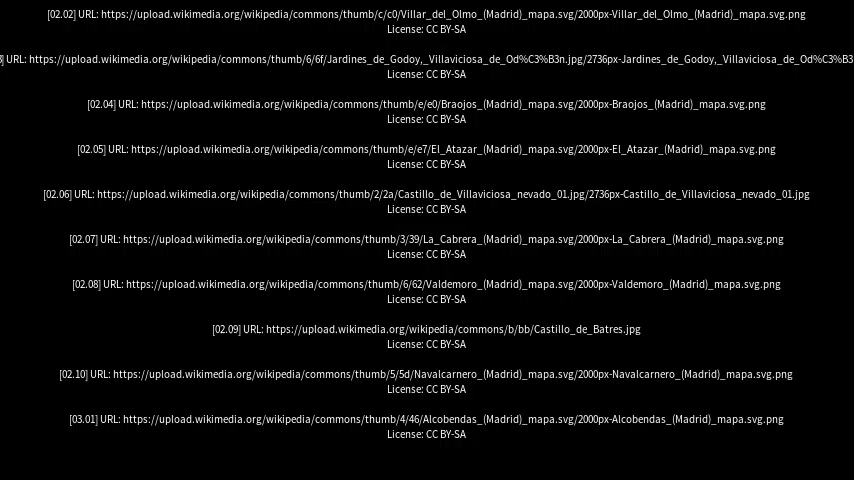 [02.02] URL: https://upload.wikimedia.org/wikipedia/commons/thumb/c/c0/Villar_del_Olmo_(Madrid)_mapa.svg/2000px-Villar_del_Olmo_(Madrid)_mapa.svg.png
License: CC BY-SA
] URL: https://upload.wikimedia.org/wikipedia/commons/thumb/6/6f/Jardines_de_Godoy,_Villaviciosa_de_Od%C3%B3n.jpg/2736px-Jardines_de_Godoy,_Villaviciosa_de_Od%C3%B3
License: CC BY-SA
[02.04] URL: https://upload.wikimedia.org/wikipedia/commons/thumb/e/e0/Braojos_(Madrid)_mapa.svg/2000px-Braojos_(Madrid)_mapa.svg.png
License: CC BY-SA
[02.05] URL: https://upload.wikimedia.org/wikipedia/commons/thumb/e/e7/El_Atazar_(Madrid)_mapa.svg/2000px-El_Atazar_(Madrid)_mapa.svg.png
License: CC BY-SA
[02.06] URL: https://upload.wikimedia.org/wikipedia/commons/thumb/2/2a/Castillo_de_Villaviciosa_nevado_01.jpg/2736px-Castillo_de_Villaviciosa_nevado_01.jpg
License: CC BY-SA
[02.07] URL: https://upload.wikimedia.org/wikipedia/commons/thumb/3/39/La_Cabrera_(Madrid)_mapa.svg/2000px-La_Cabrera_(Madrid)_mapa.svg.png
License: CC BY-SA
[02.08] URL: https://upload.wikimedia.org/wikipedia/commons/thumb/6/62/Valdemoro_(Madrid)_mapa.svg/2000px-Valdemoro_(Madrid)_mapa.svg.png
License: CC BY-SA
[02.09] URL: https://upload.wikimedia.org/wikipedia/commons/b/bb/Castillo_de_Batres.jpg
License: CC BY-SA
[02.10] URL: https://upload.wikimedia.org/wikipedia/commons/thumb/5/5d/Navalcarnero_(Madrid)_mapa.svg/2000px-Navalcarnero_(Madrid)_mapa.svg.png
License: CC BY-SA
[03.01] URL: https://upload.wikimedia.org/wikipedia/commons/thumb/4/46/Alcobendas_(Madrid)_mapa.svg/2000px-Alcobendas_(Madrid)_mapa.svg.png
License: CC BY-SA